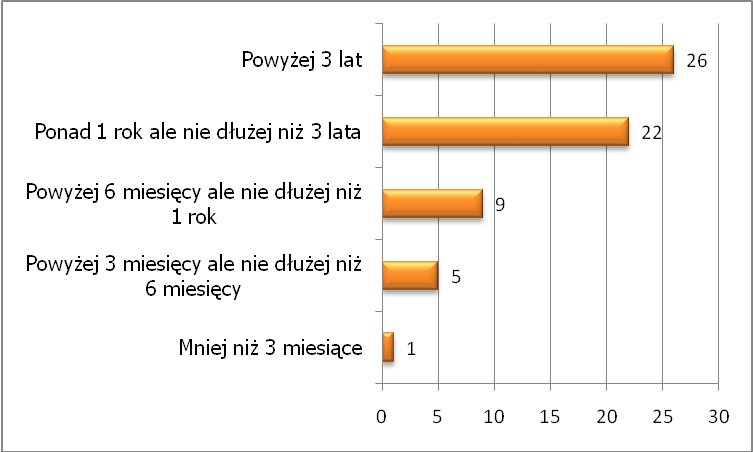 Powyżej 3 lat
26
Ponad 1 rok ale nie dłużej niż 3 lata
22
Powyżej 6 miesięcy ale nie dłużej niż
1 rok
9
Powyżej 3 miesięcy ale nie dłużej niż
6 miesięcy
5
Mniej niż 3 miesiące
1
0 5 10 15 20 25 30